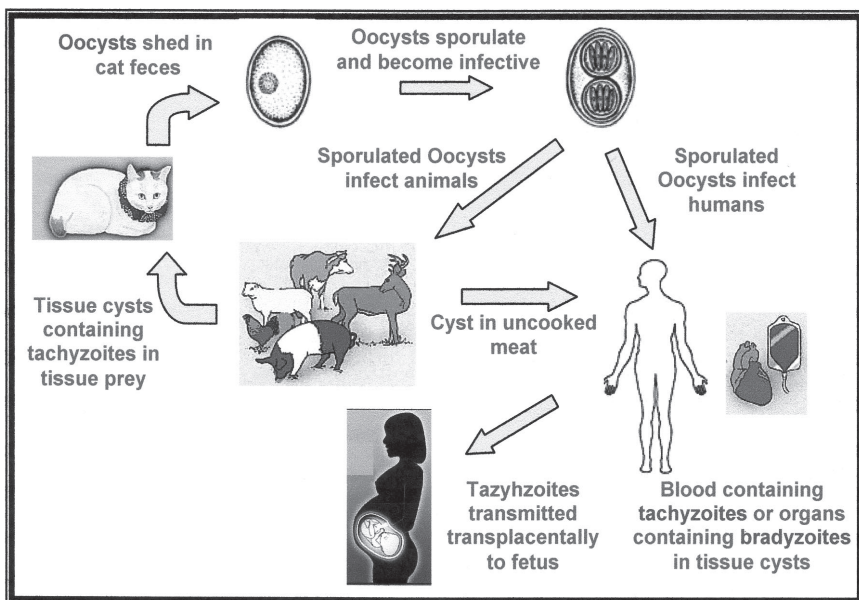 Oocysts shed in
cat feces
Oocysts sporulate
and become infective
Sporulated Oocysts
infect animals
Sporulated
Oocysts infect
humans
Tissue cysts
containing
tachyzoites in
tissue prey
Cyst in uncooked
meat
Tazyhzoites
transmitted
transplacentally
to fetus
Blood containing
tachyzoites or organs
containing bradyzoites
in tissue cysts